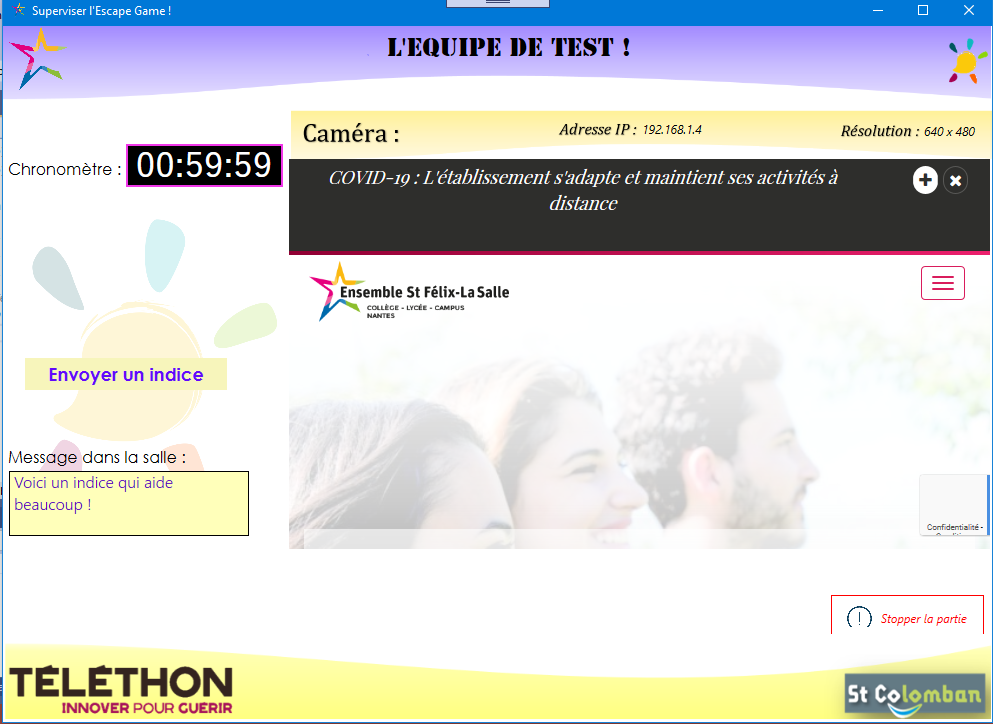 Superviser l'Escape Game !
L'EQUIPE DE TEST !
Caméra :
Adresse IP : 192.168.1.4
Résolution : 640 x 480
Chronomètre : 00:59:59
COVID-19 : L'établissement s'adapte et maintient ses activités à
distance
Ensemble St Félix-La Salle
COLLÈGE - LYCÉE - CAMPUS
NANTES
Envoyer un indice
Message dans la salle :
Voici un indice qui aide
beaucoup !
Confidentialité -
Stopper la partie
TÉLÉTHON
INNOVER POUR GUÉRIR
St Colomban